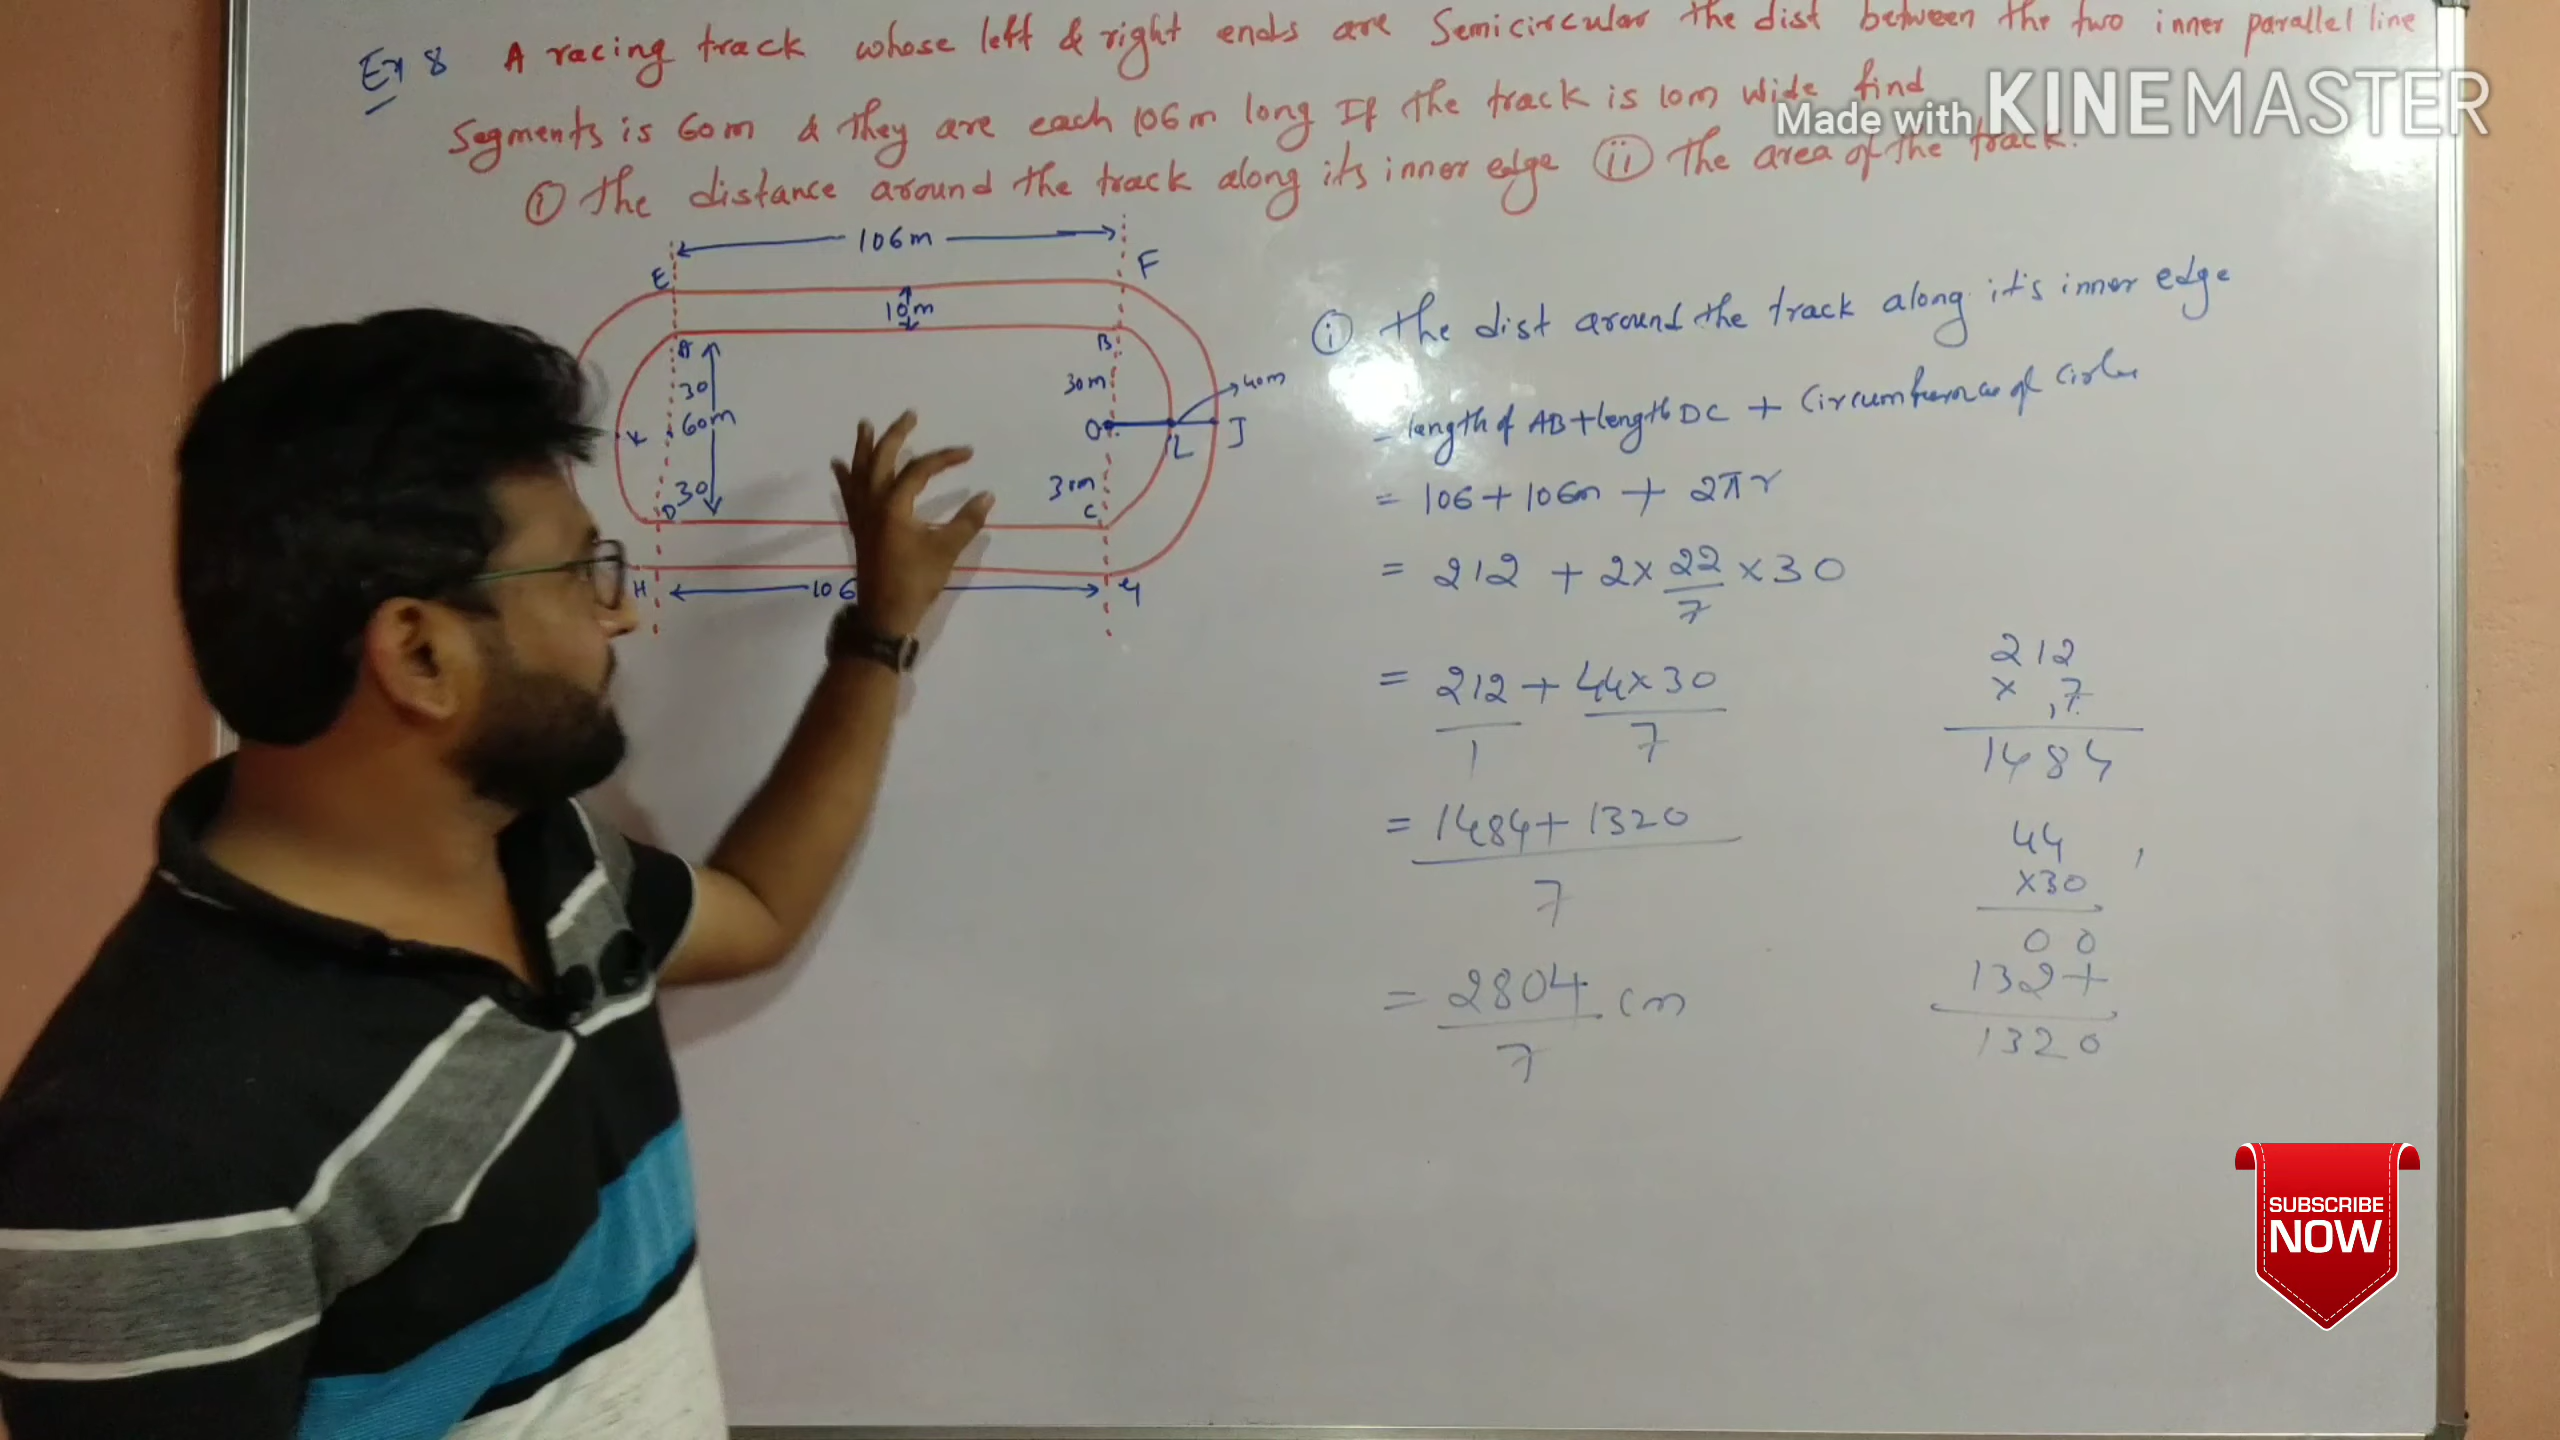 Ex 8 A racing track whose left & right ends are Semicircular the dist between the two inner parallel line
Segments is 60m & they are each 106m long If the track is 10m wide find
Made with KINEMASTER
① the distance around the track along its inner edge ⅱ The area of the track.
106m
E F
10m
A B
30 30m 40m
60m
K O L J
30 30m
D C
H 106 G
ⅰ the dist around the track along it's inner edge
= length of AB + length DC + Circumference of Circle
= 106 + 106m + 2πr
= 212 + 2 × 22/7 × 30
= 212/1 + 44×30/7
= 1484 + 1320
7
= 2804/7 cm
212
× 7
1484
44
×30
00
132+
1320
SUBSCRIBE
NOW